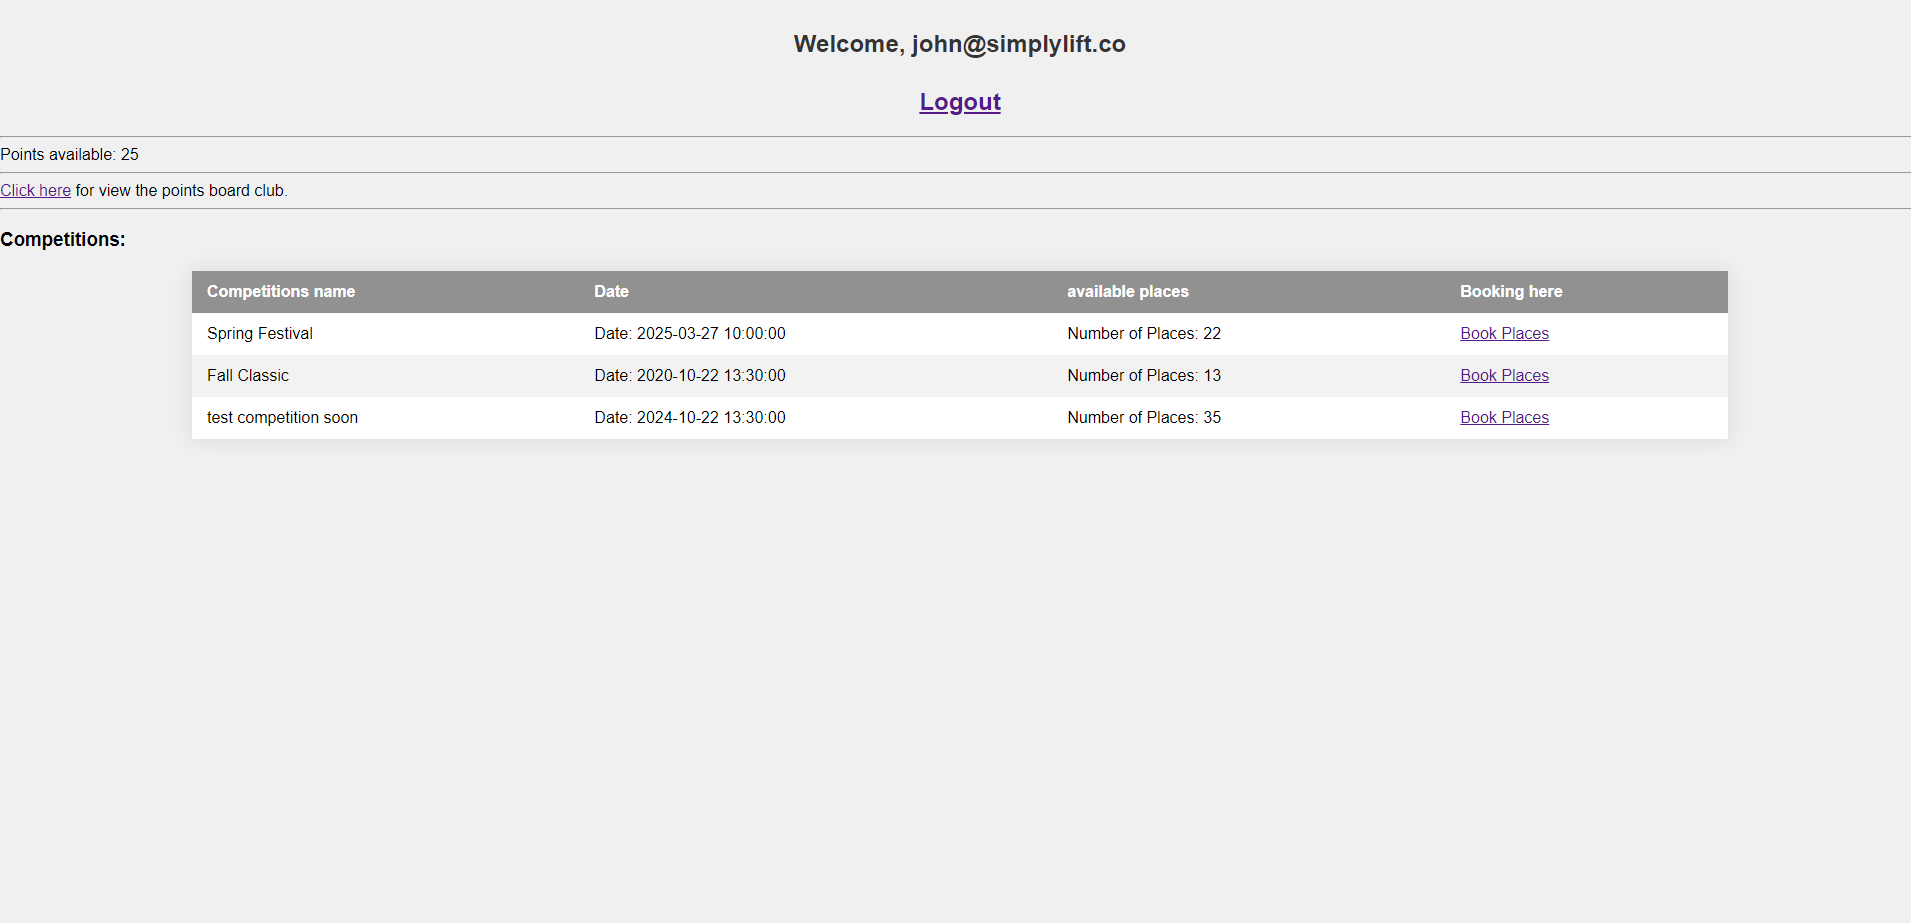 Welcome, john@simplylift.co
Logout
Points available: 25
Click here for view the points board club.
Competitions:
Competitions name Date available places Booking here
Spring Festival Date: 2025-03-27 10:00:00 Number of Places: 22 Book Places
Fall Classic Date: 2020-10-22 13:30:00 Number of Places: 13 Book Places
test competition soon Date: 2024-10-22 13:30:00 Number of Places: 35 Book Places